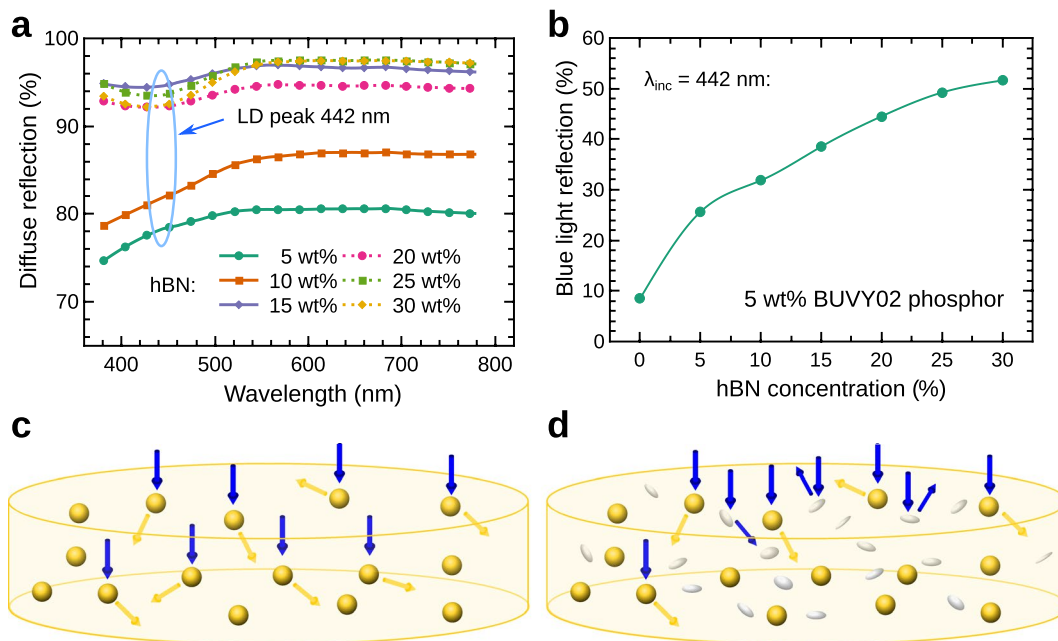 a
100
90
80
70
Diffuse reflection (%)
LD peak 442 nm
hBN:
5 wt%
10 wt%
15 wt%
20 wt%
25 wt%
30 wt%
400 500 600 700 800
Wavelength (nm)
b
60
50
40
30
20
10
0
Blue light reflection (%)
λinc = 442 nm:
5 wt% BUVY02 phosphor
0 5 10 15 20 25 30
hBN concentration (%)
c
d